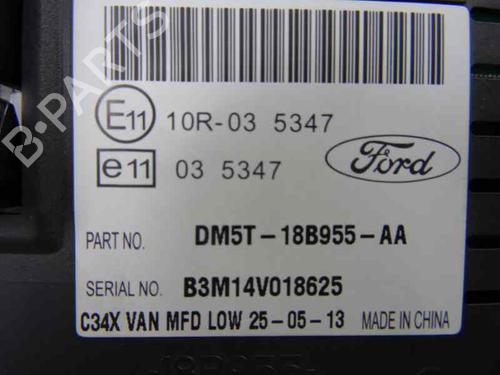 B-PARTS
E11 10R-03 5347
e11 03 5347
Ford
PART NO. DM5T-18B955-AA
SERIAL NO. B3M14V018625
C34X VAN MFD LOW 25-05-13 MADE IN CHINA